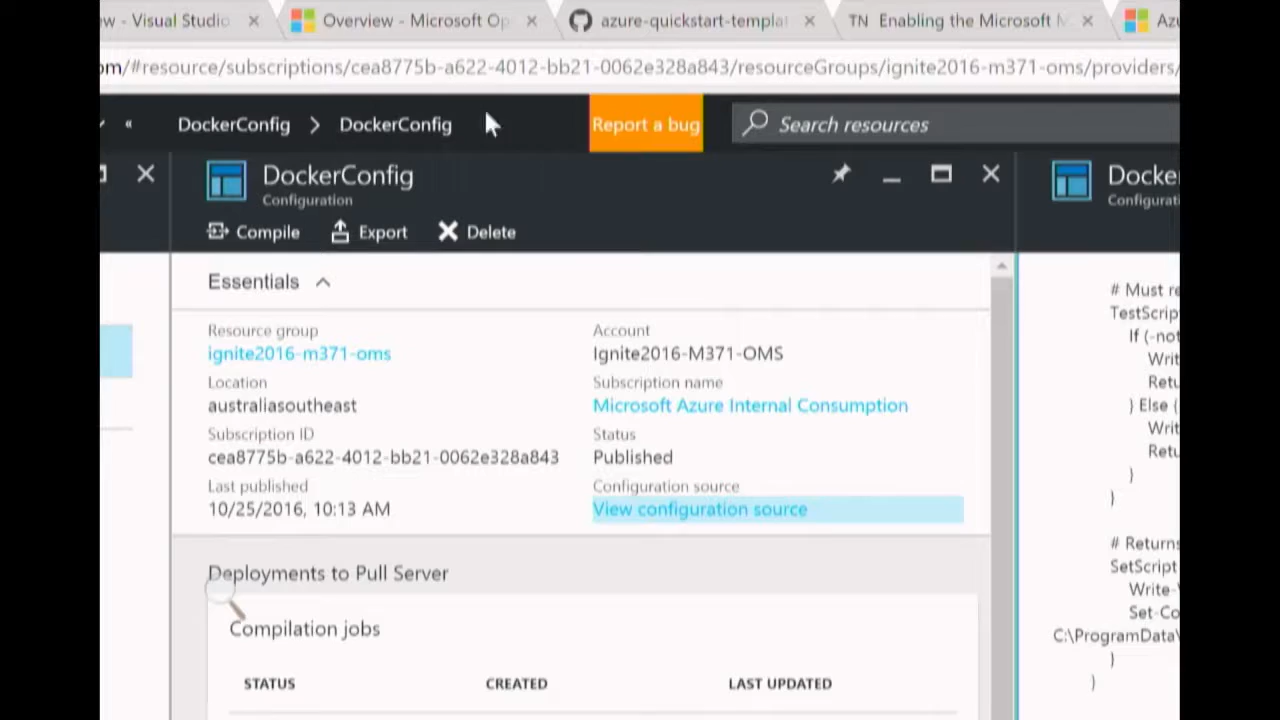 w - Visual Studio
Overview - Microsoft Op
azure-quickstart-templat
TN Enabling the Microsoft M
Azu
om/#resource/subscriptions/cea8775b-a622-4012-bb21-0062e328a843/resourceGroups/ignite2016-m371-oms/providers/
« DockerConfig > DockerConfig
Report a bug
Search resources
DockerConfig
Configuration
Compile
Export
Delete
Essentials
Resource group
ignite2016-m371-oms
Account
Ignite2016-M371-OMS
Location
australiasoutheast
Subscription name
Microsoft Azure Internal Consumption
Subscription ID
cea8775b-a622-4012-bb21-0062e328a843
Status
Published
Last published
10/25/2016, 10:13 AM
Configuration source
View configuration source
Deployments to Pull Server
Compilation jobs
STATUS CREATED LAST UPDATED
Docke
Configurat
# Must re
TestScrip
If (-not
Writ
Retu
} Else {
Writ
Retu
}
}
# Returns
SetScript
Write-
Set-Co
C:\ProgramData\
}
}